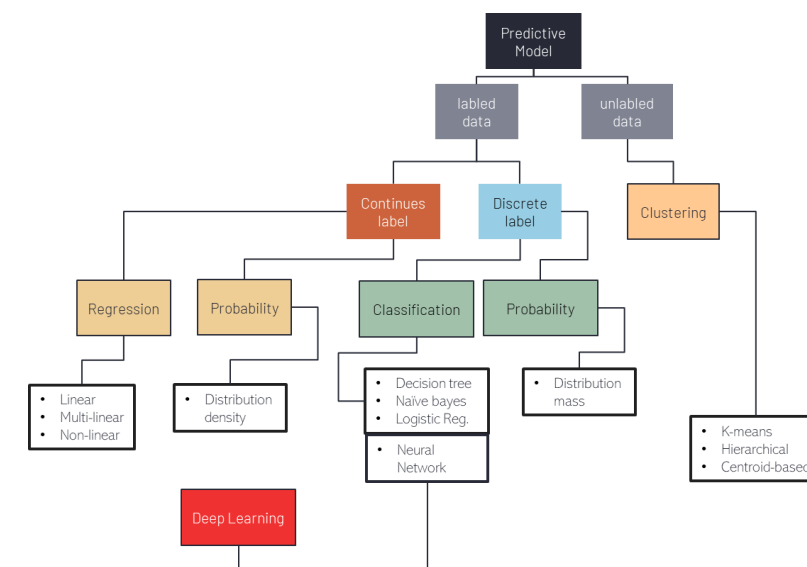 Predictive
Model
labled
data
unlabled
data
Continues
label
Discrete
label
Clustering
Regression
Probability
Classification
Probability
• Linear
• Multi-linear
• Non-linear
• Distribution
density
• Decision tree
• Naïve bayes
• Logistic Reg.
• Distribution
mass
• Neural
Network
• K-means
• Hierarchical
• Centroid-based
Deep Learning